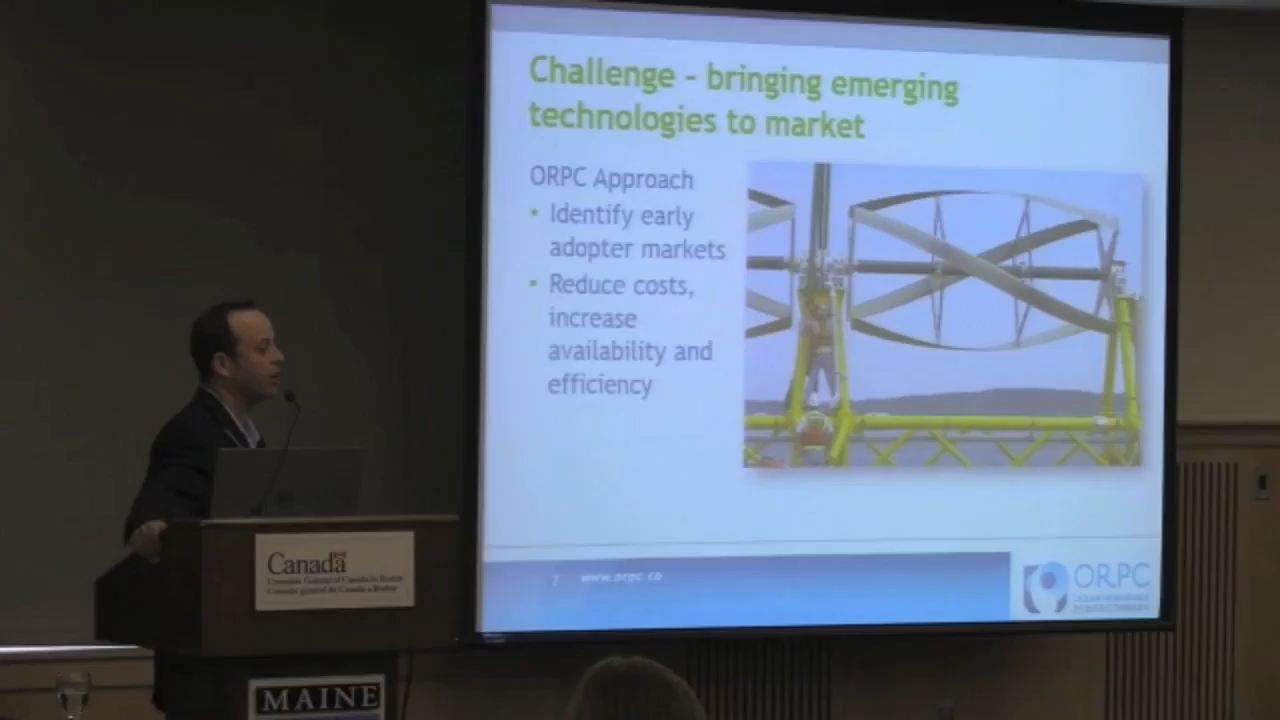 Challenge - bringing emerging
technologies to market
ORPC Approach
• Identify early
adopter markets
• Reduce costs,
increase
availability and
efficiency
7 www.orpc.co
ORPC
Canada
Consulate General of Canada in Boston
Consulat général du Canada à Boston
MAINE